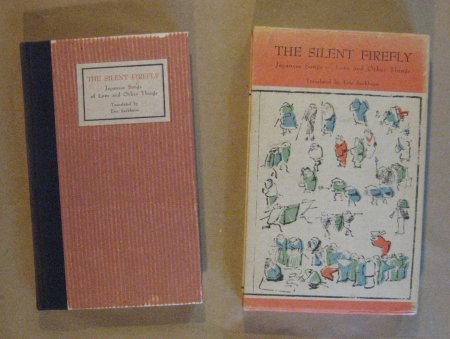 THE SILENT FIREFLY
Japanese Songs
of Love and Other Things
Translated by
Eric Sackheim
THE SILENT FIREFLY
Japanese Songs of Love and Other Things
Translated by Eric Sackheim